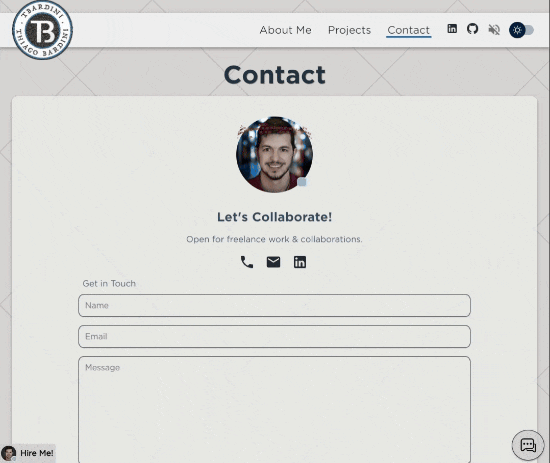 TBARDINI
TB
THIAGO BARDINI
About Me
Projects
Contact
Contact
Let's Collaborate!
Open for freelance work & collaborations.
Get in Touch
Name
Email
Message
Hire Me!